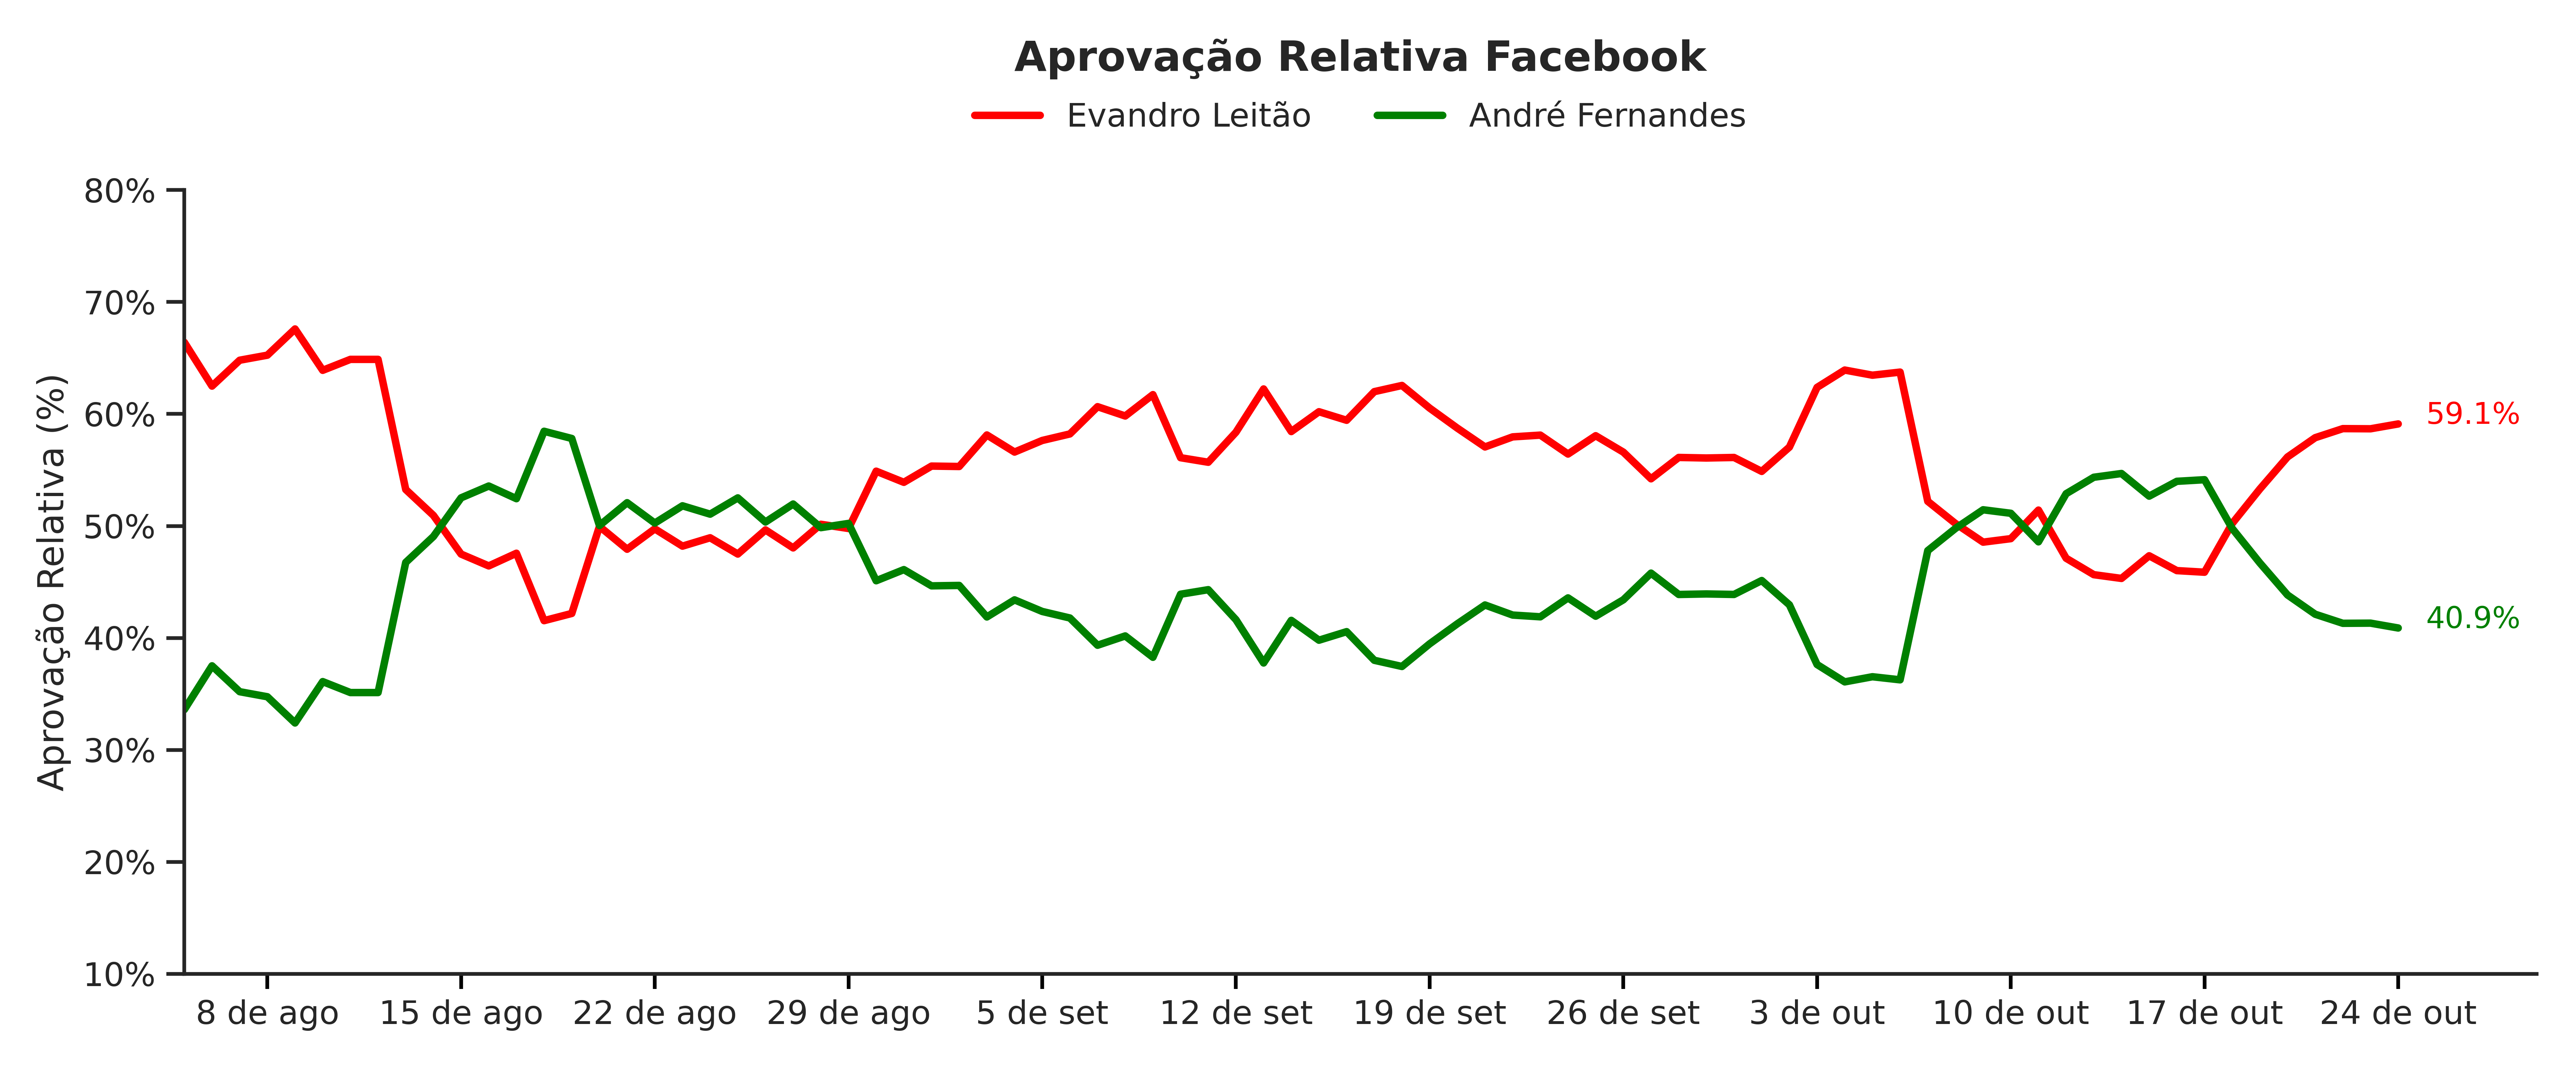 Aprovação Relativa Facebook
Evandro Leitão
André Fernandes
Aprovação Relativa (%)
80%
70%
60%
50%
40%
30%
20%
10%
59.1%
40.9%
8 de ago
15 de ago
22 de ago
29 de ago
5 de set
12 de set
19 de set
26 de set
3 de out
10 de out
17 de out
24 de out